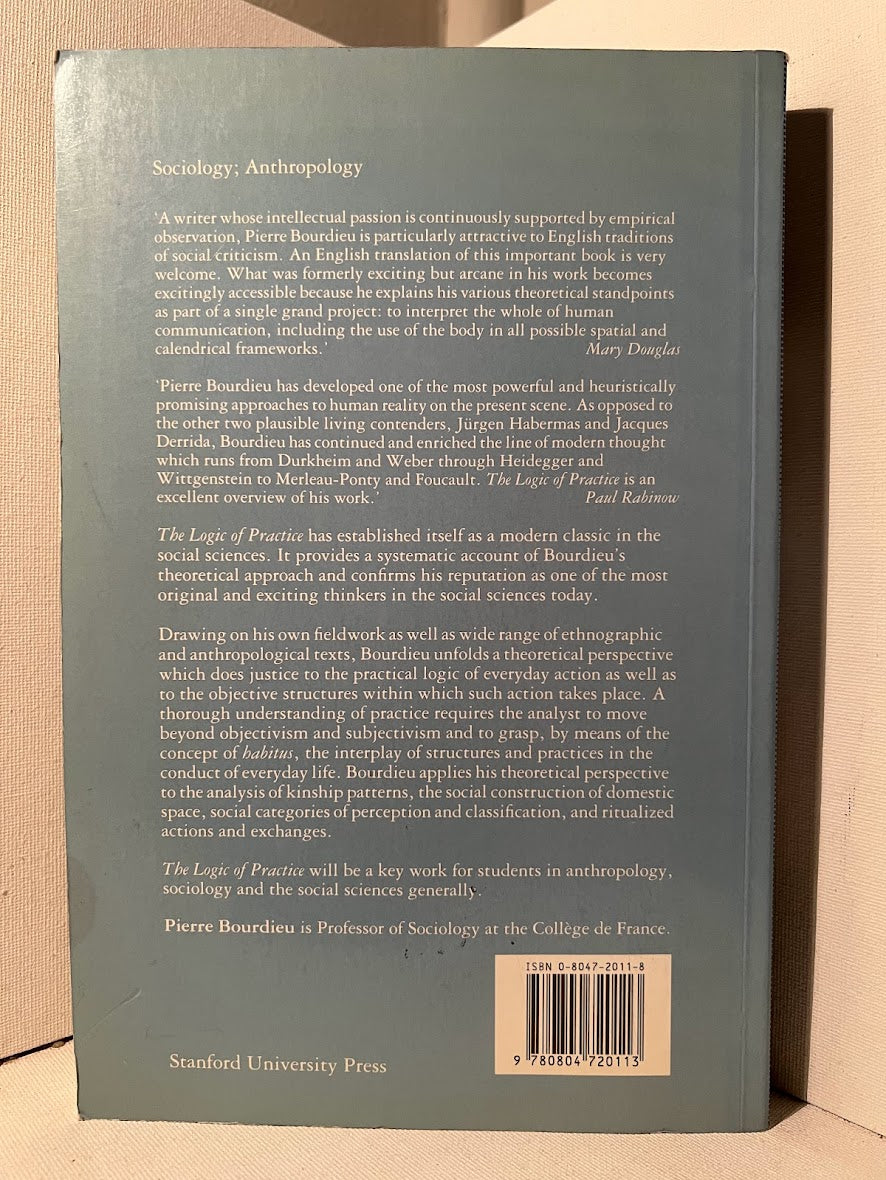 Sociology; Anthropology
'A writer whose intellectual passion is continuously supported by empirical
observation, Pierre Bourdieu is particularly attractive to English traditions
of social criticism. An English translation of this important book is very
welcome. What was formerly exciting but arcane in his work becomes
excitingly accessible because he explains his various theoretical standpoints
as part of a single grand project: to interpret the whole of human
communication, including the use of the body in all possible spatial and
calendrical frameworks.' Mary Douglas
'Pierre Bourdieu has developed one of the most powerful and heuristically
promising approaches to human reality on the present scene. As opposed to
the other two plausible living contenders, Jürgen Habermas and Jacques
Derrida, Bourdieu has continued and enriched the line of modern thought
which runs from Durkheim and Weber through Heidegger and
Wittgenstein to Merleau-Ponty and Foucault. The Logic of Practice is an
excellent overview of his work.' Paul Rabinow
The Logic of Practice has established itself as a modern classic in the
social sciences. It provides a systematic account of Bourdieu's
theoretical approach and confirms his reputation as one of the most
original and exciting thinkers in the social sciences today.
Drawing on his own fieldwork as well as wide range of ethnographic
and anthropological texts, Bourdieu unfolds a theoretical perspective
which does justice to the practical logic of everyday action as well as
to the objective structures within which such action takes place. A
thorough understanding of practice requires the analyst to move
beyond objectivism and subjectivism and to grasp, by means of the
concept of habitus, the interplay of structures and practices in the
conduct of everyday life. Bourdieu applies his theoretical perspective
to the analysis of kinship patterns, the social construction of domestic
space, social categories of perception and classification, and ritualized
actions and exchanges.
The Logic of Practice will be a key work for students in anthropology,
sociology and the social sciences generally.
Pierre Bourdieu is Professor of Sociology at the Collège de France.
ISBN 0-8047-2011-8
9 780804 720113
Stanford University Press